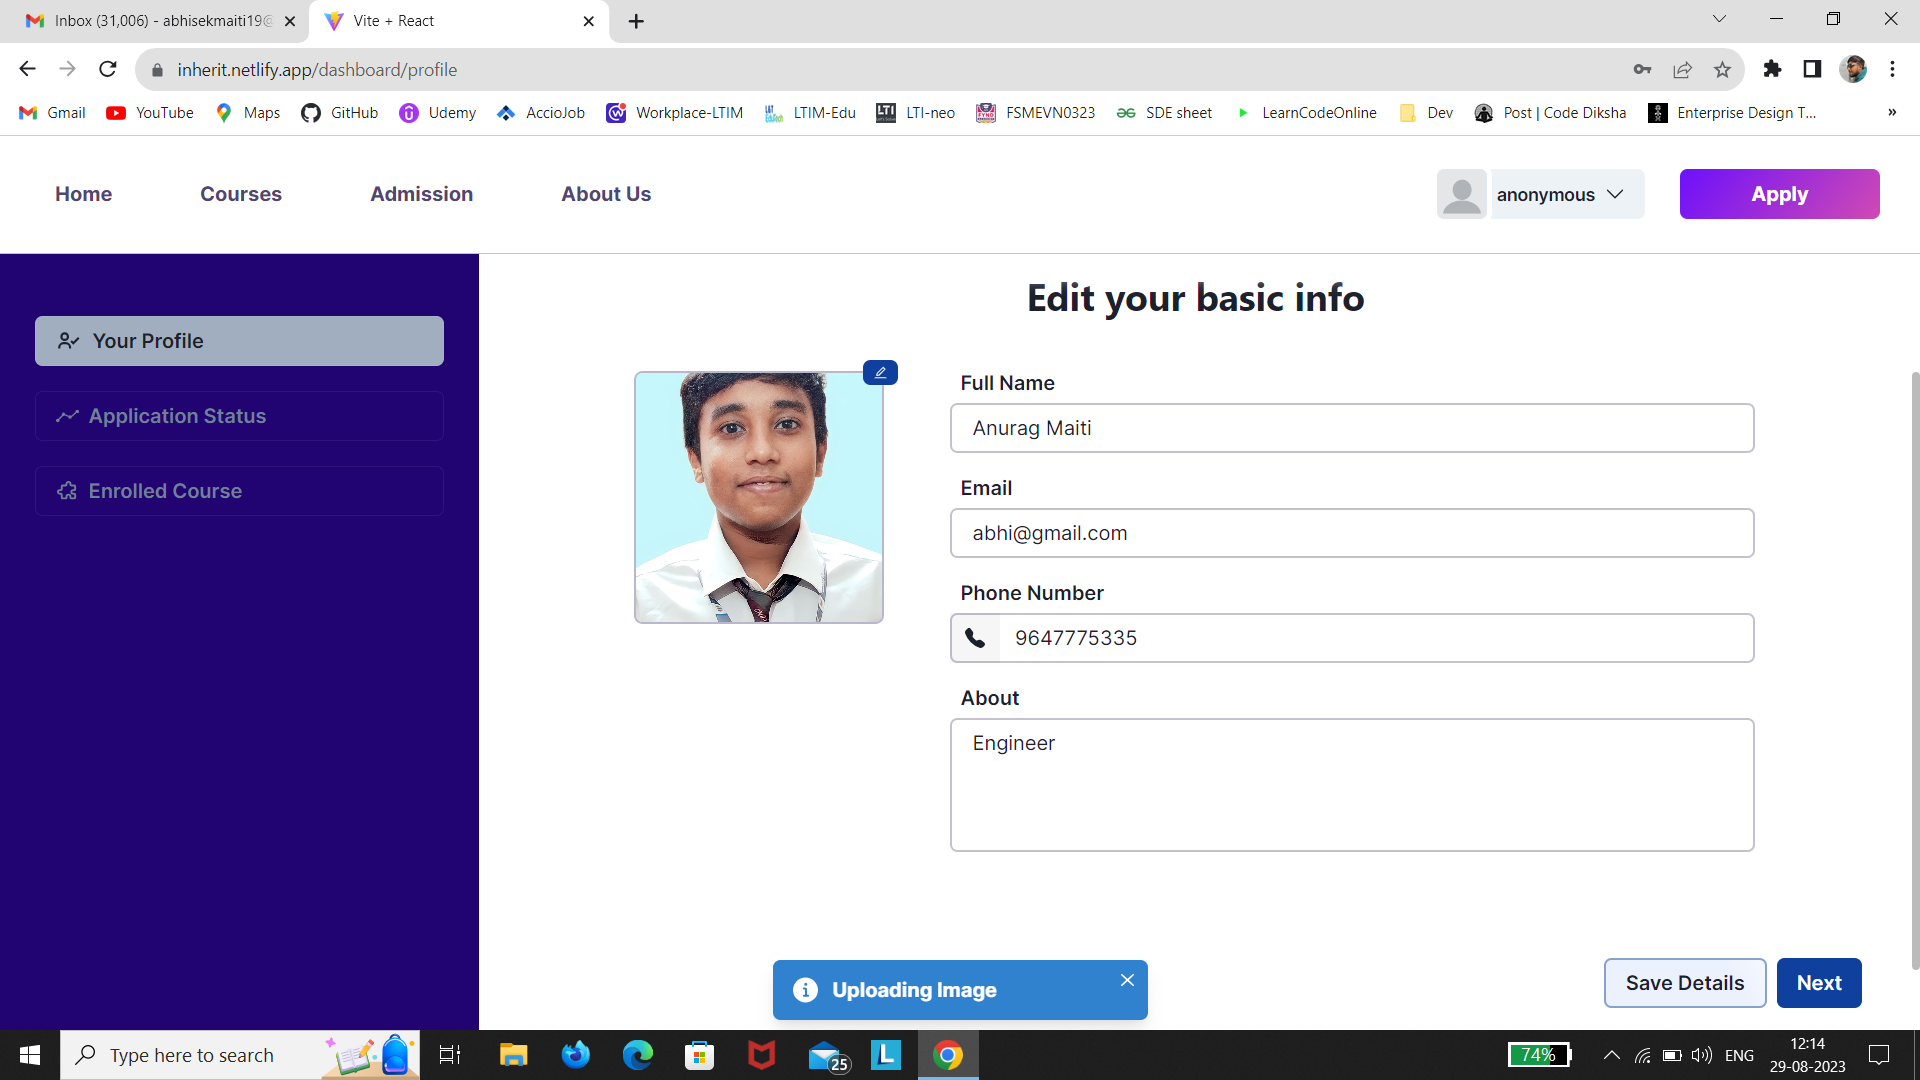 Inbox (31,006) - abhisekmaiti19@
Vite + React
inherit.netlify.app/dashboard/profile
Gmail YouTube Maps GitHub Udemy AccioJob Workplace-LTIM LTIM-Edu LTI-neo FSMEVN0323 SDE sheet LearnCodeOnline Dev Post | Code Diksha Enterprise Design T... »
Home Courses Admission About Us anonymous Apply
Your Profile
Application Status
Enrolled Course
Edit your basic info
Full Name
Anurag Maiti
Email
abhi@gmail.com
Phone Number
9647775335
About
Engineer
Uploading Image
Save Details Next
Type here to search
25
74%
ENG
12:14
29-08-2023